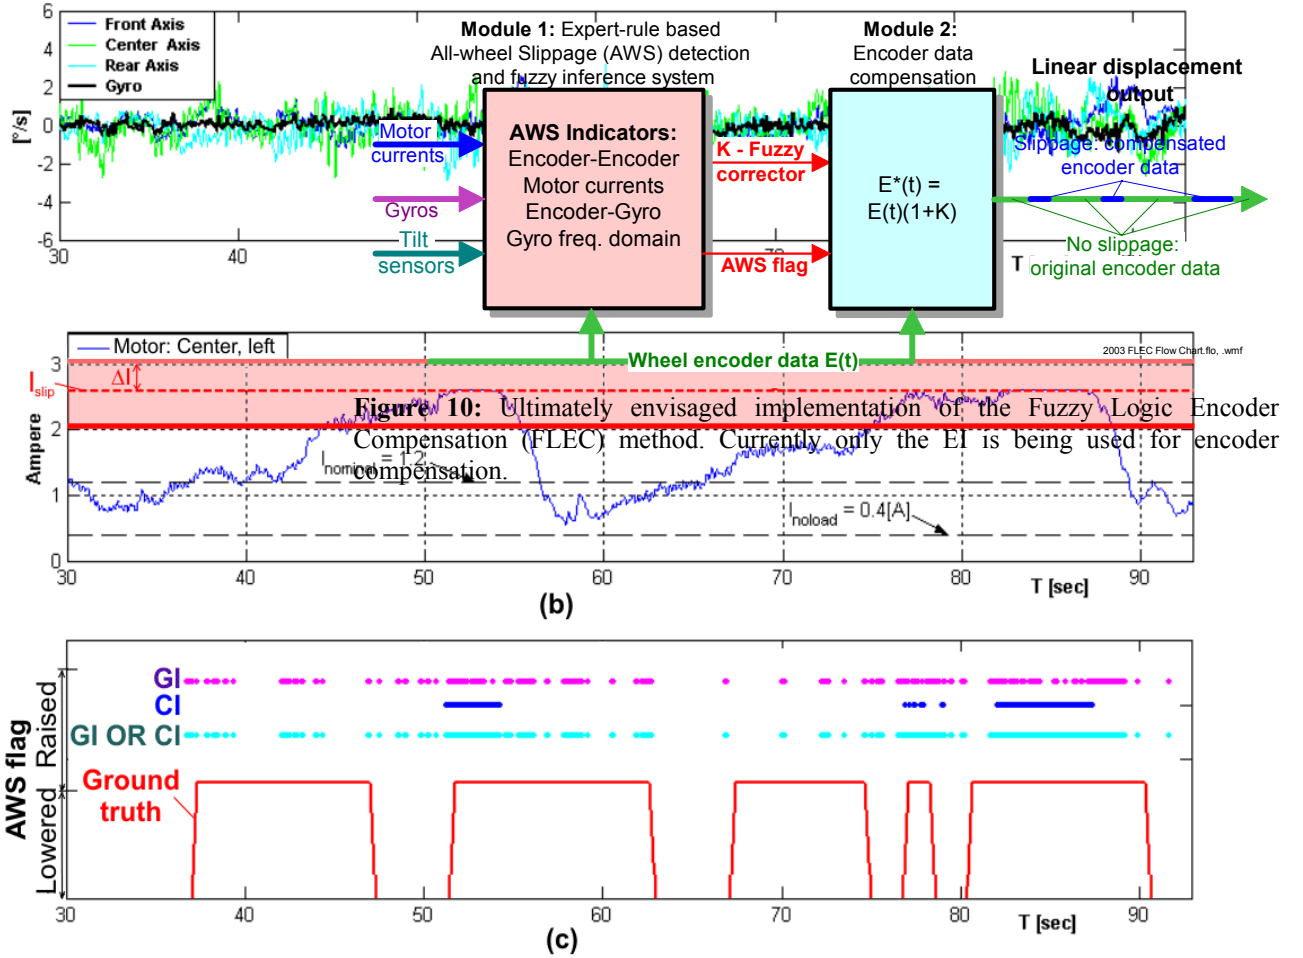 6
4
2
0
-2
-4
-6
[°/s]
Front Axis
Center Axis
Rear Axis
Gyro
30
40
70
T
Module 1: Expert-rule based
All-wheel Slippage (AWS) detection
and fuzzy inference system
Module 2:
Encoder data
compensation
Linear displacement
output
Motor
currents
Gyros
Tilt
sensors
AWS Indicators:
Encoder-Encoder
Motor currents
Encoder-Gyro
Gyro freq. domain
K - Fuzzy
corrector
AWS flag
E*(t) =
E(t)(1+K)
Slippage: compensated
encoder data
No slippage:
original encoder data
Wheel encoder data E(t)
2003 FLEC Flow Chart.flo, .wmf
Motor: Center, left
3
2
1
0
Ampere
Islip
ΔI
Figure 10: Ultimately envisaged implementation of the Fuzzy Logic Encoder
Compensation (FLEC) method. Currently only the EI is being used for encoder
compensation.
Inominal = 1.2
Inoload = 0.4[A]
30 40 50 60 70 80 90
T [sec]
(b)
AWS flag
Lowered Raised
GI
CI
GI OR CI
Ground
truth
30 40 50 60 70 80 90
T [sec]
(c)